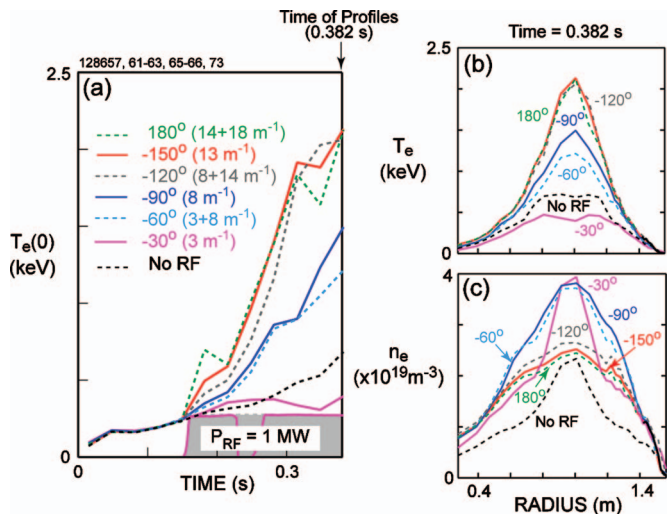 Time of Profiles
(0.382 s)
128657, 61-63, 65-66, 73
2.5
(a)
180° (14+18 m⁻¹)
-150° (13 m⁻¹)
-120° (8+14 m⁻¹)
-90° (8 m⁻¹)
-60° (3+8 m⁻¹)
-30° (3 m⁻¹)
No RF
Tₑ(0)
(keV)
P_RF = 1 MW
0
0
0.3
TIME (s)
Time = 0.382 s
2.5
(b)
180°
-120°
-90°
-60°
No RF
-30°
Tₑ
(keV)
0
4
(c)
-30°
-90°
-60°
-120°
-150°
180°
No RF
nₑ
(x10¹⁹m⁻³)
0
0.4
1.4
RADIUS (m)